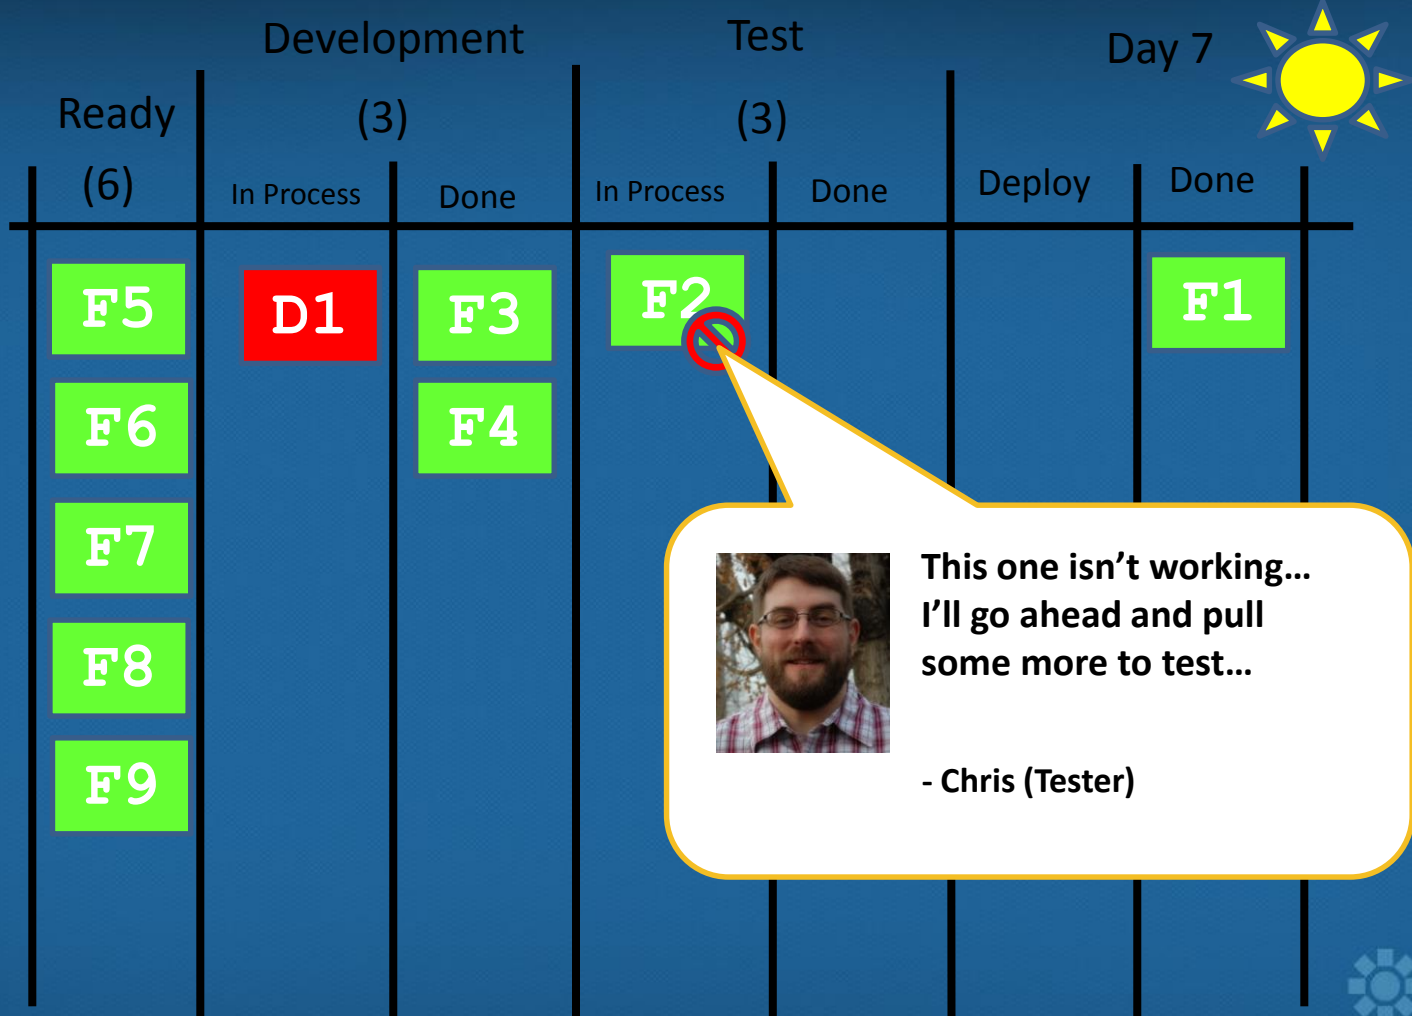 Development
Test
Day 7
Ready
(3)
(3)
(6)
In Process
Done
In Process
Done
Deploy
Done
F5
D1
F3
F2
F1
F6
F4
F7
F8
F9
This one isn’t working…
I’ll go ahead and pull
some more to test…
- Chris (Tester)